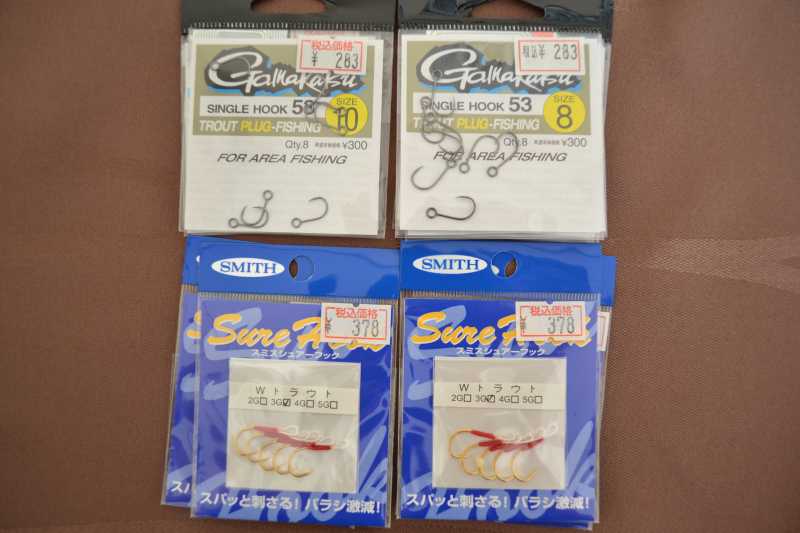 税込価格
¥ 283
Gamakatsu
SINGLE HOOK 53
SIZE
10
TROUT PLUG-FISHING
Qty.8 ¥300
FOR AREA FISHING
税込¥ 283
Gamakatsu
SINGLE HOOK 53
SIZE
8
TROUT PLUG-FISHING
Qty.8 ¥300
FOR AREA FISHING
SMITH
税込価格
378
Sure Hook
スミスシュアーフック
Wトラウト
2G□ 3G☑ 4G□ 5G□
スパッと刺さる! バラシ激減!
SMITH
税込価格
378
Sure Hook
スミスシュアーフック
Wトラウト
2G□ 3G☑ 4G□ 5G□
スパッと刺さる! バラシ激減!